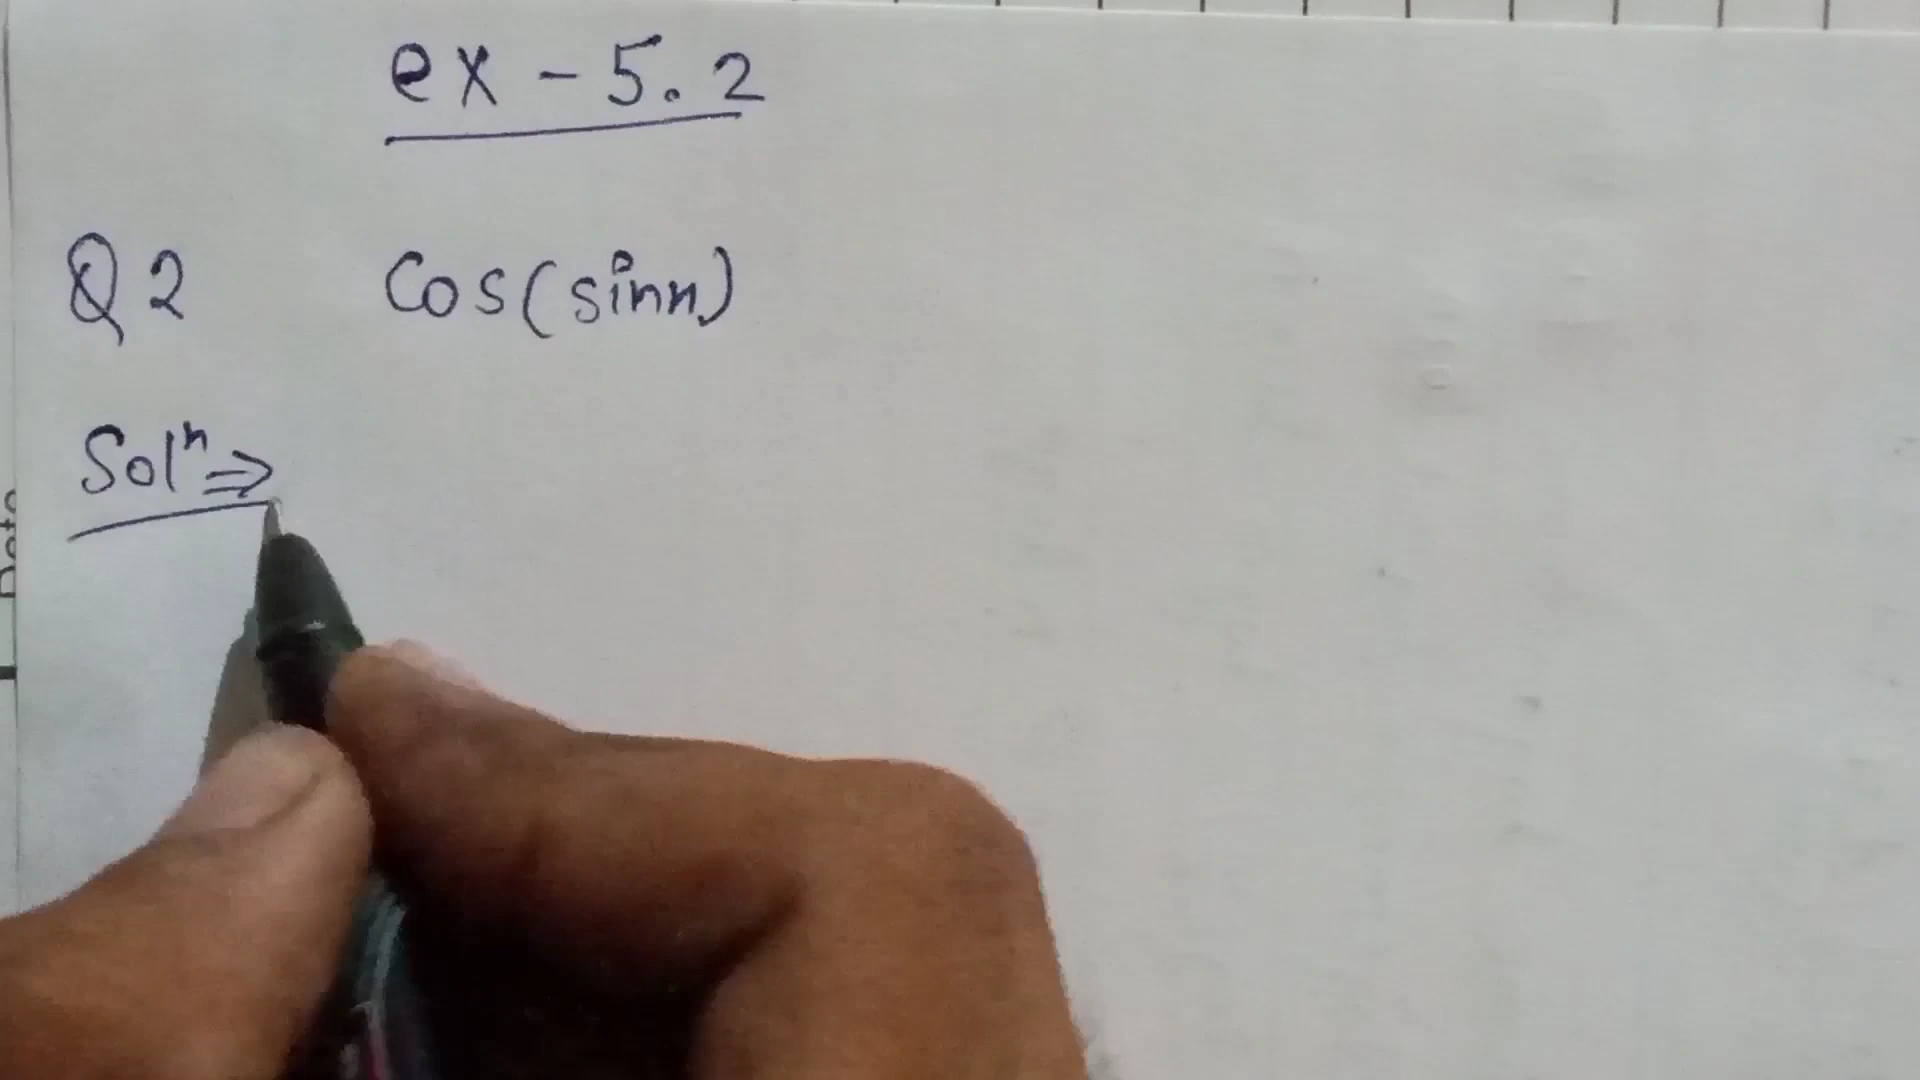 ex - 5.2
Q2 Cos(sinx)
Solⁿ ⇒